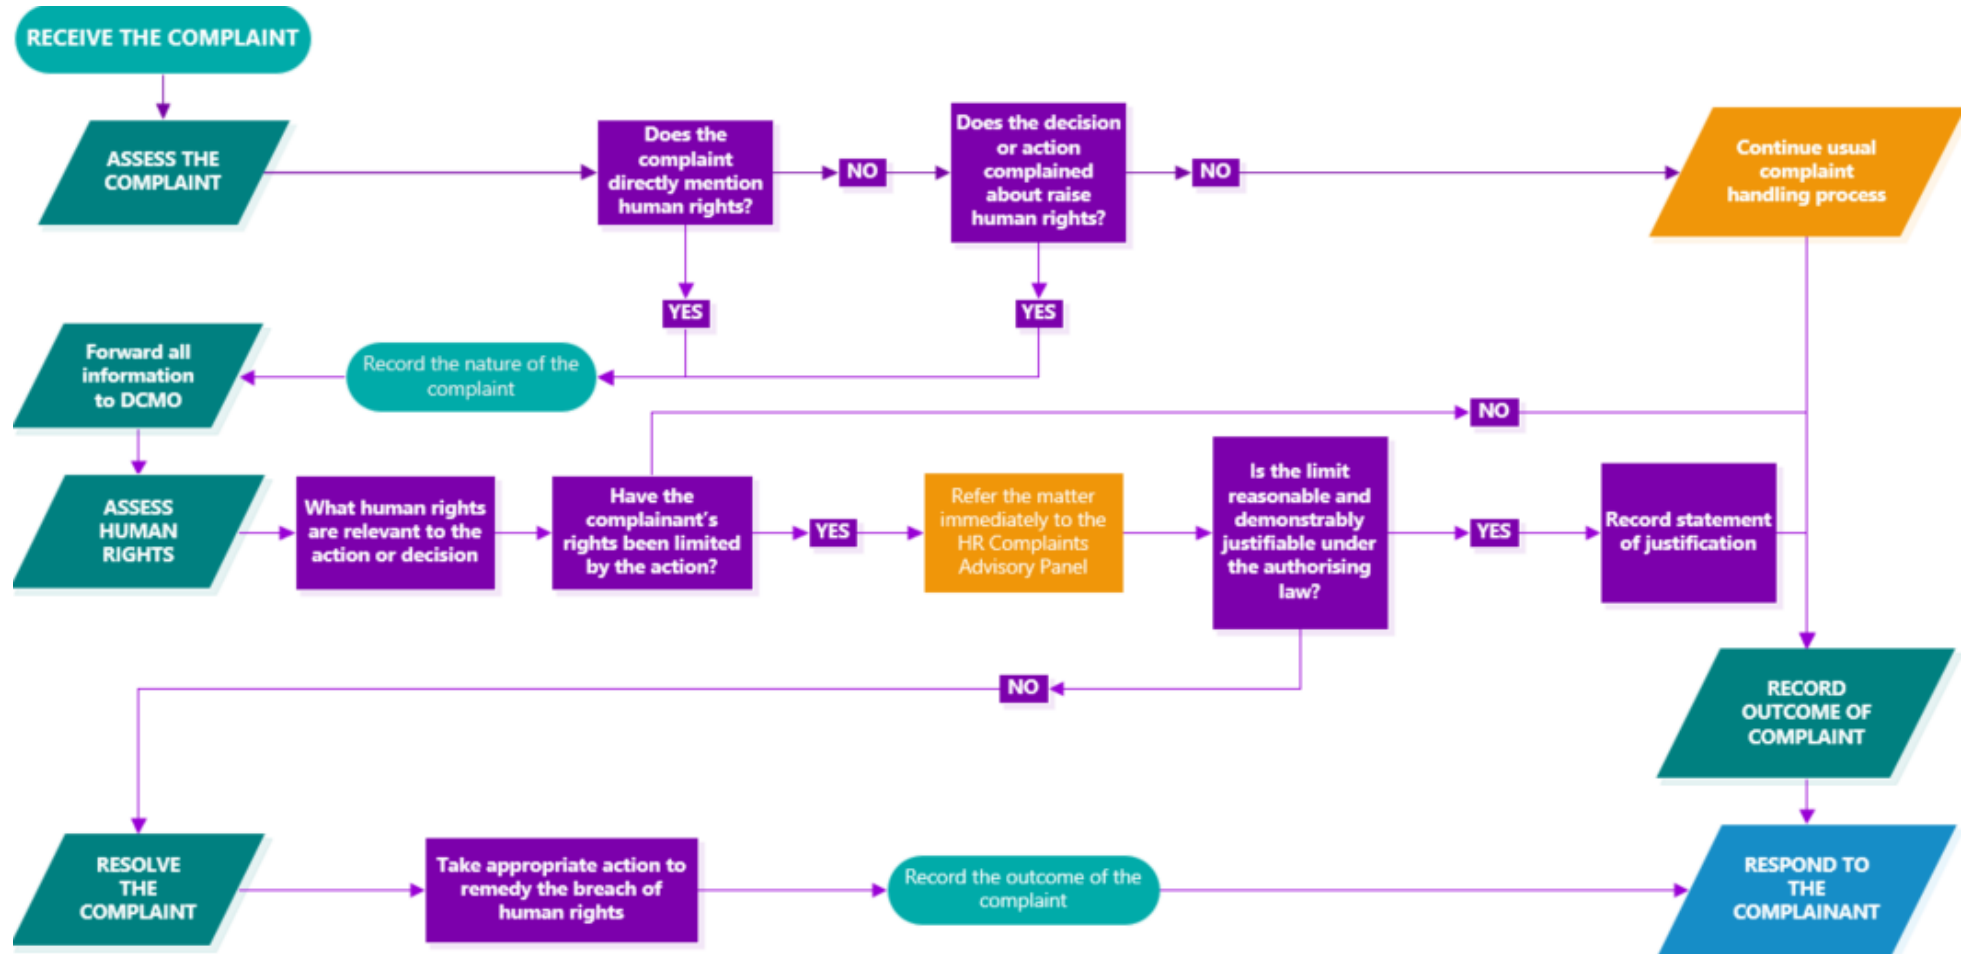 RECEIVE THE COMPLAINT
ASSESS THE
COMPLAINT
Does the
complaint
directly mention
human rights?
NO
Does the decision
or action
complained
about raise
human rights?
NO
Continue usual
complaint
handling process
YES
YES
Forward all
information
to DCMO
Record the nature of the
complaint
NO
ASSESS
HUMAN
RIGHTS
What human rights
are relevant to the
action or decision
Have the
complainant's
rights been limited
by the action?
YES
Refer the matter
immediately to the
HR Complaints
Advisory Panel
Is the limit
reasonable and
demonstrably
justifiable under
the authorising
law?
YES
Record statement
of justification
NO
RECORD
OUTCOME OF
COMPLAINT
RESOLVE
THE
COMPLAINT
Take appropriate action to
remedy the breach of
human rights
Record the outcome of the
complaint
RESPOND TO
THE
COMPLAINANT